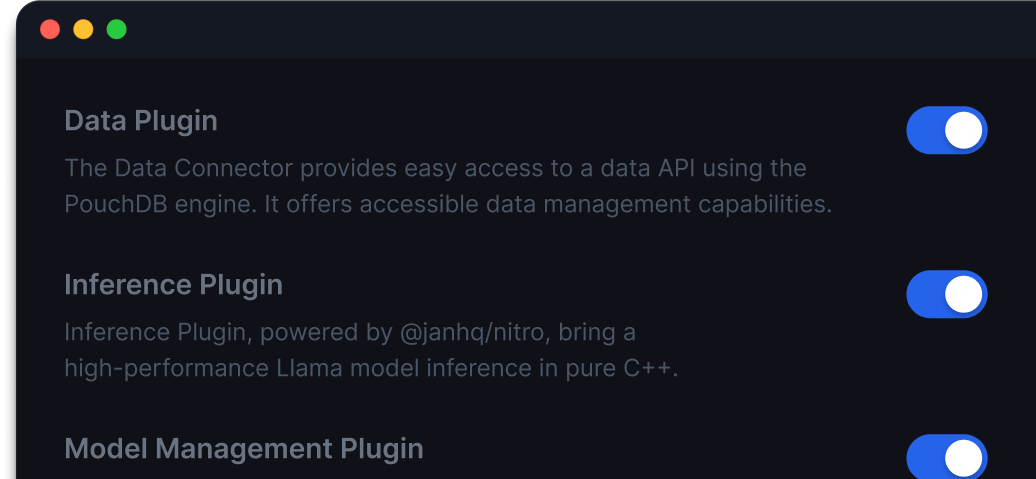 Data Plugin
The Data Connector provides easy access to a data API using the
PouchDB engine. It offers accessible data management capabilities.
Inference Plugin
Inference Plugin, powered by @janhq/nitro, bring a
high-performance Llama model inference in pure C++.
Model Management Plugin